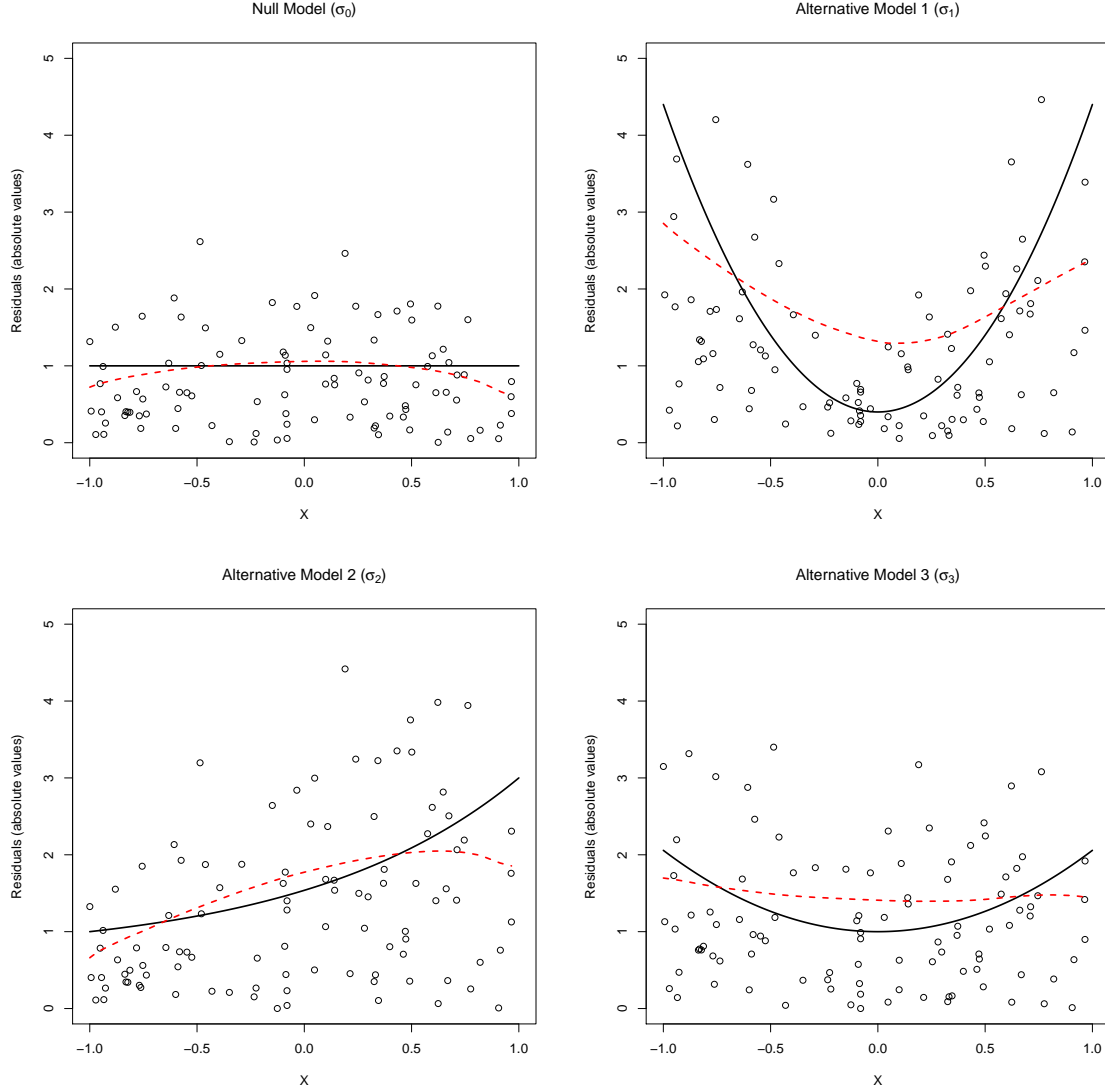 Null Model (σ₀)
Residuals (absolute values)
5
4
3
2
1
0
−1.0 −0.5 0.0 0.5 1.0
X
Alternative Model 1 (σ₁)
Residuals (absolute values)
5
4
3
2
1
0
−1.0 −0.5 0.0 0.5 1.0
X
Alternative Model 2 (σ₂)
Residuals (absolute values)
5
4
3
2
1
0
−1.0 −0.5 0.0 0.5 1.0
X
Alternative Model 3 (σ₃)
Residuals (absolute values)
5
4
3
2
1
0
−1.0 −0.5 0.0 0.5 1.0
X